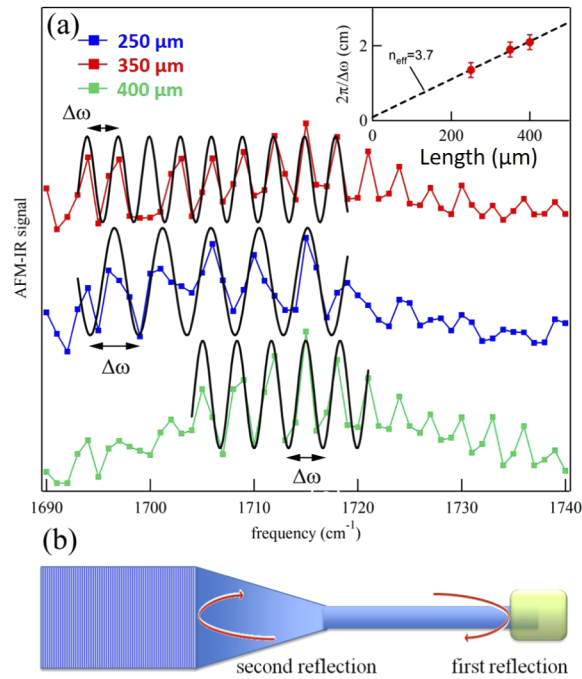 (a)
250 μm
350 μm
400 μm
Δω
Δω
Δω
AFM-IR signal
1690
1700
1710
1720
1730
1740
frequency (cm⁻¹)
2π/Δω (cm)
2
0
n_eff=3.7
0
200
400
Length (μm)
(b)
second reflection
first reflection